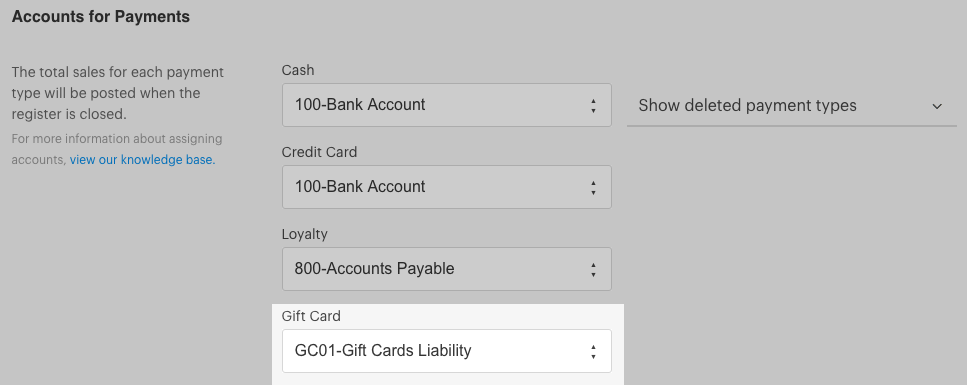 Accounts for Payments
The total sales for each payment
type will be posted when the
register is closed.
For more information about assigning
accounts, view our knowledge base.
Cash
100-Bank Account
Show deleted payment types
Credit Card
100-Bank Account
Loyalty
800-Accounts Payable
Gift Card
GC01-Gift Cards Liability